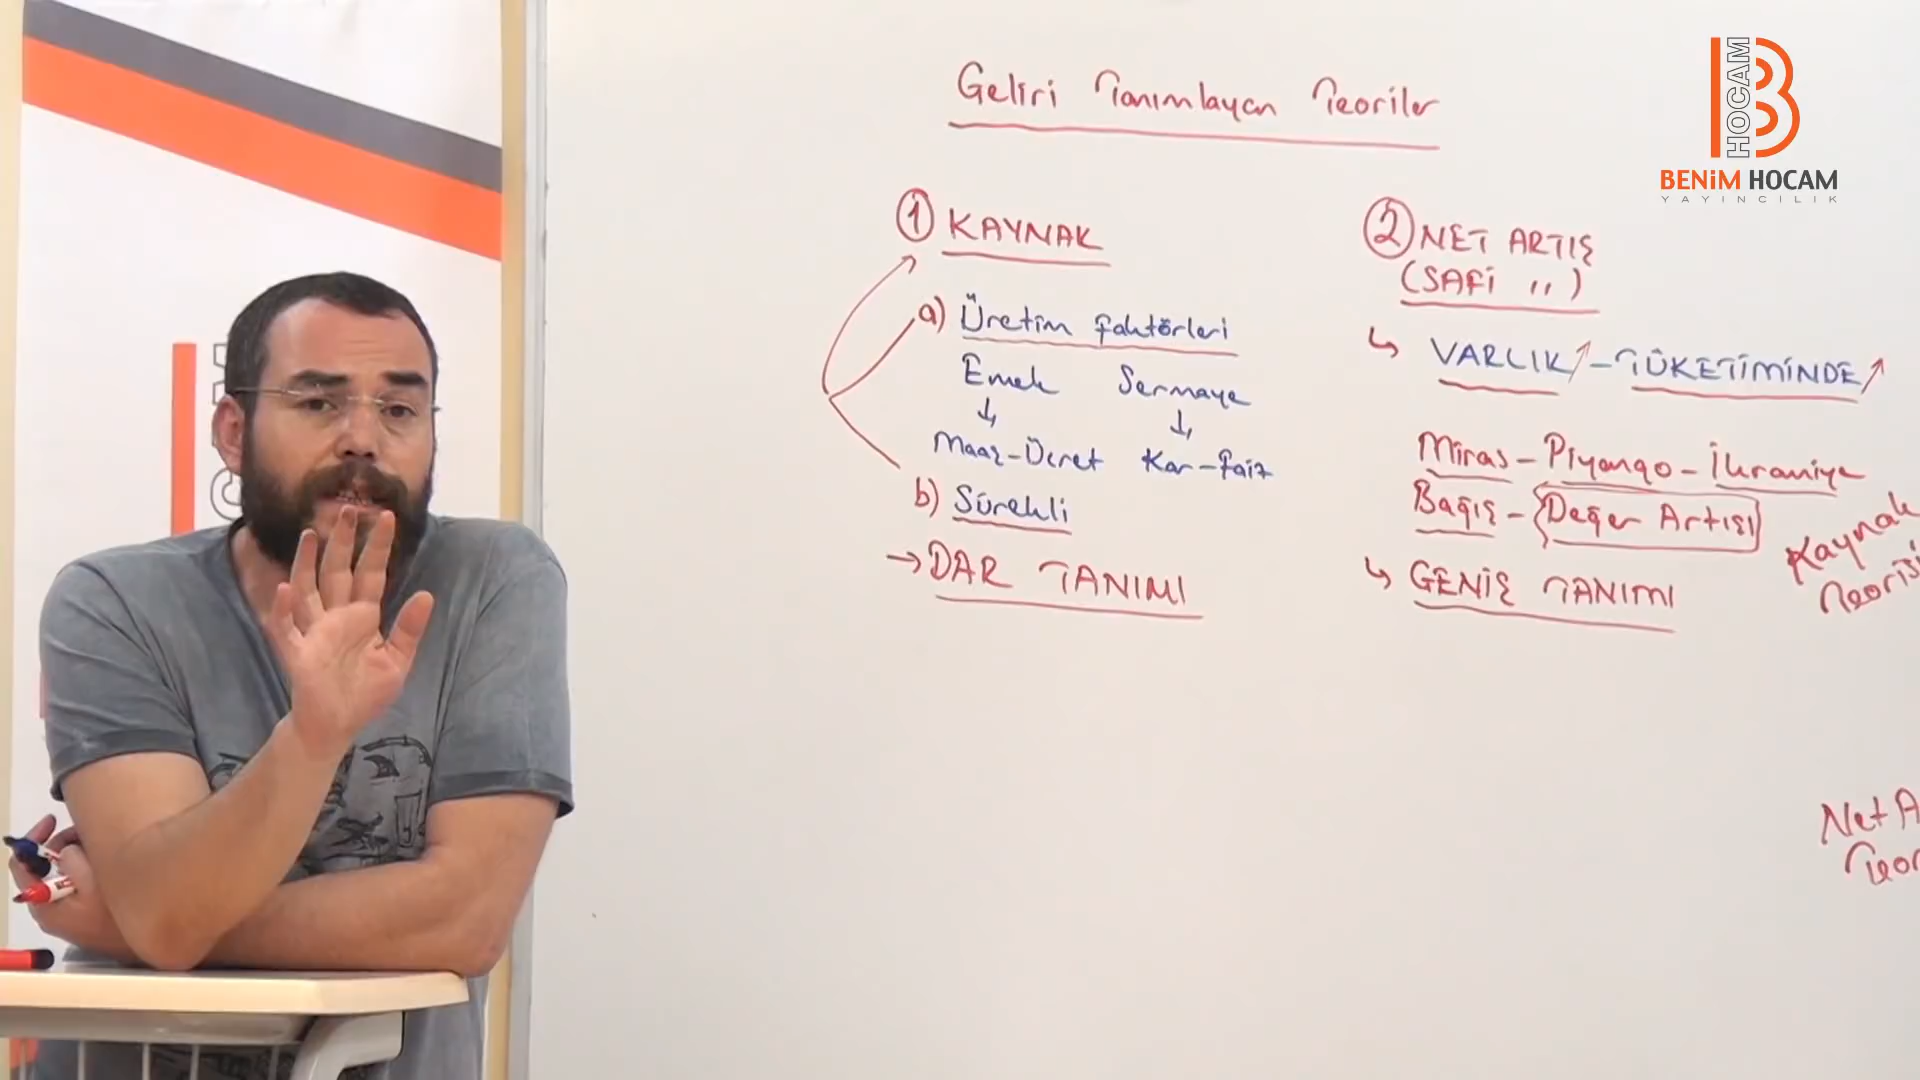 HOCAM
BENiM HOCAM
YAYINCILIK
Geliri Tanımlayan Teoriler
① KAYNAK
a) Üretim faktörleri
Emek Sermaye
Maaş-Ücret Kar-faiz
b) Sürekli
→ DAR TANIMI
② NET ARTIŞ
(SAFİ ıı)
↳ VARLIK↑ - TÜKETİMİNDE↑
Miras - Piyango - İkramiye
Bağış - {Değer Artışı}
↳ GENİŞ TANIMI
Kaynak
Teorisi
Net A
Teor